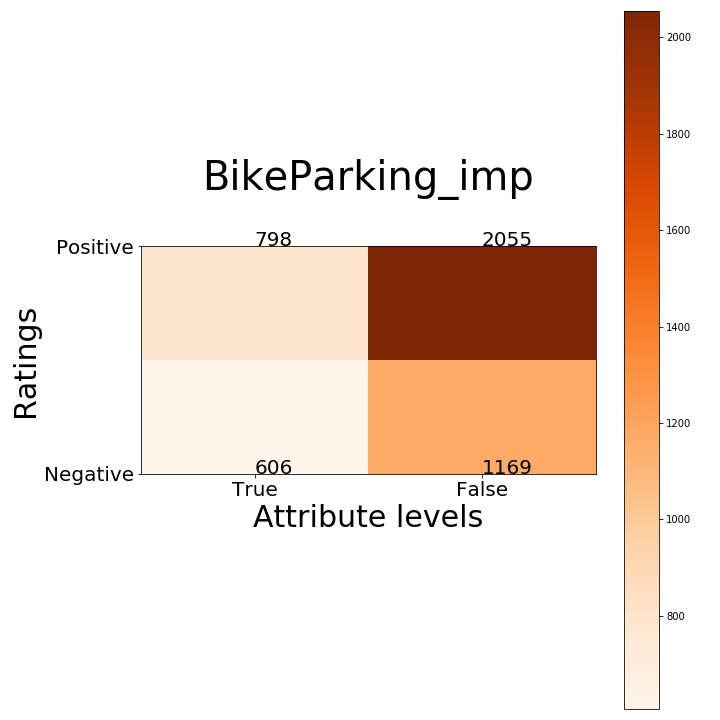 BikeParking_imp
798 2055
Positive
Ratings
606 1169
Negative
True False
Attribute levels
2000
1800
1600
1400
1200
1000
800